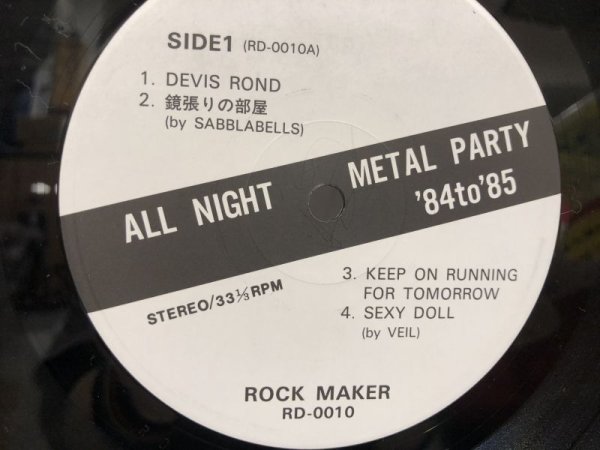 SIDE1 (RD-0010A)
1. DEVIS ROND
2. 鏡張りの部屋
(by SABBLABELLS)
ALL NIGHT METAL PARTY
'84to'85
STEREO/33⅓RPM
3. KEEP ON RUNNING
FOR TOMORROW
4. SEXY DOLL
(by VEIL)
ROCK MAKER
RD-0010